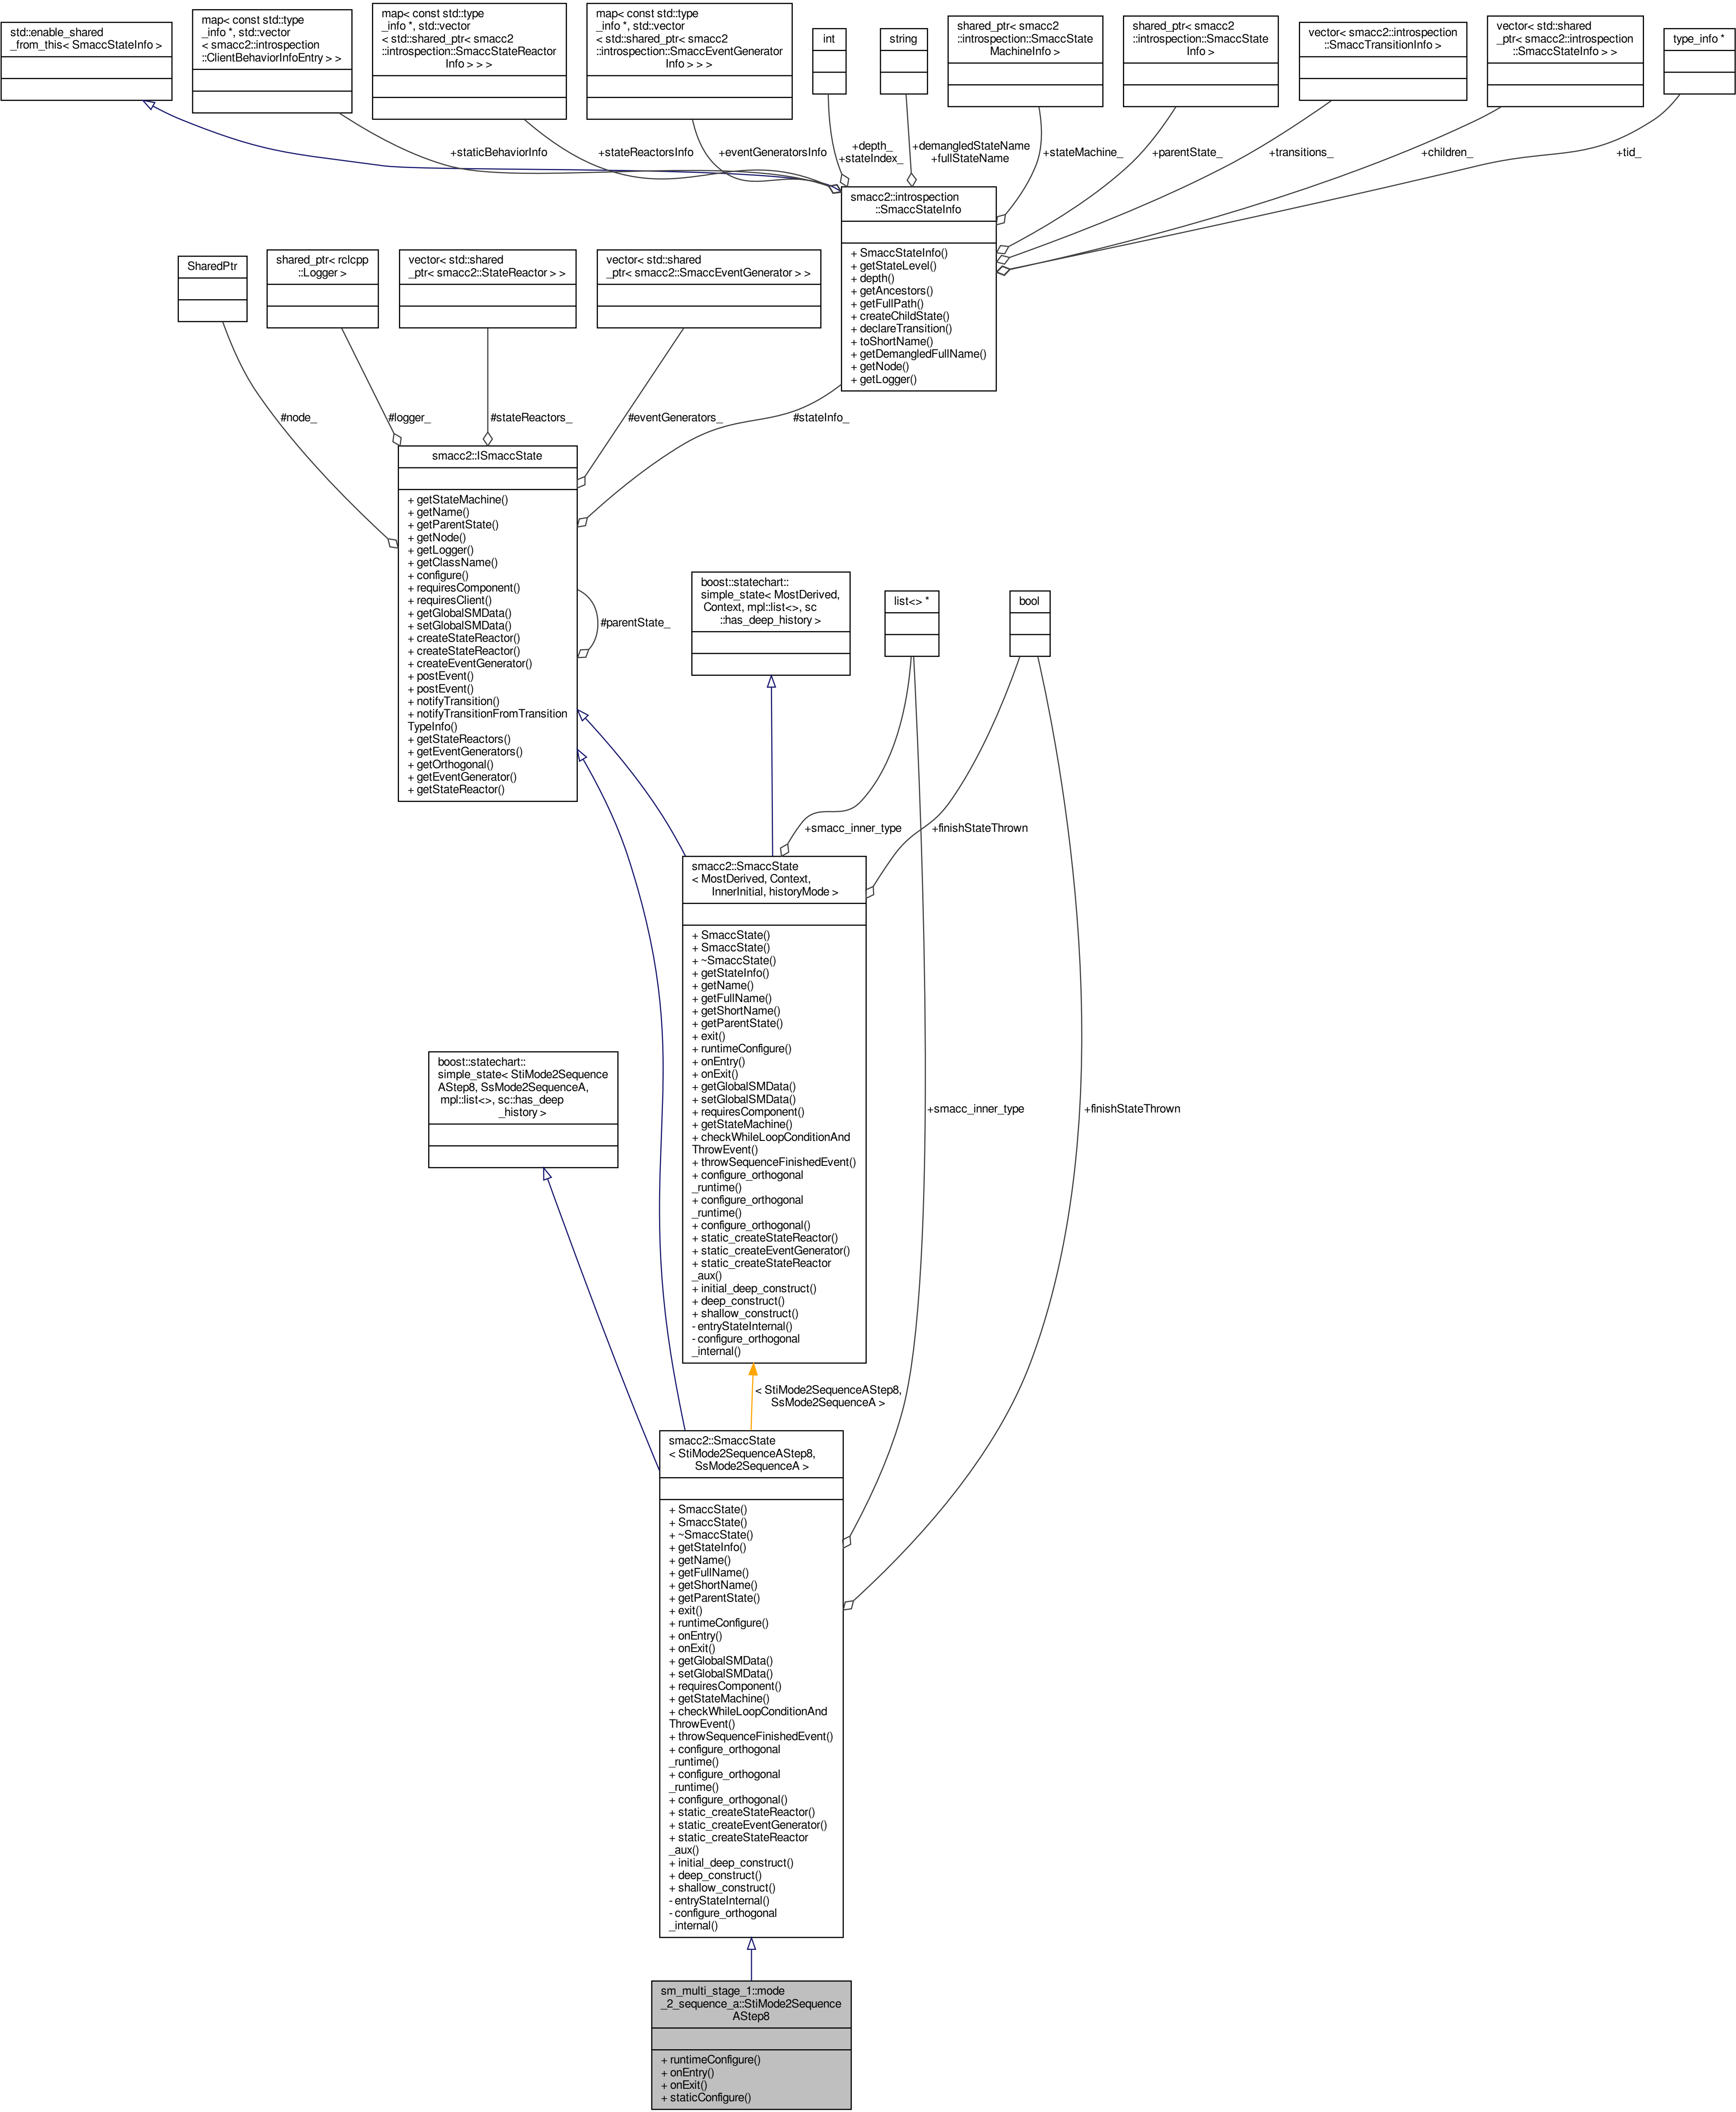 std::enable_shared
_from_this< SmaccStateInfo >
map< const std::type
_info *, std::vector
< smacc2::introspection
::ClientBehaviorInfoEntry > >
map< const std::type
_info *, std::vector
< std::shared_ptr< smacc2
::introspection::SmaccStateReactor
Info > > >
map< const std::type
_info *, std::vector
< std::shared_ptr< smacc2
::introspection::SmaccEventGenerator
Info > > >
int
string
shared_ptr< smacc2
::introspection::SmaccState
MachineInfo >
shared_ptr< smacc2
::introspection::SmaccState
Info >
vector< smacc2::introspection
::SmaccTransitionInfo >
vector< std::shared
_ptr< smacc2::introspection
::SmaccStateInfo > >
type_info *
+staticBehaviorInfo
+stateReactorsInfo
+eventGeneratorsInfo
+depth_
+stateIndex_
+demangledStateName
+fullStateName
+stateMachine_
+parentState_
+transitions_
+children_
+tid_
smacc2::introspection
::SmaccStateInfo
+ SmaccStateInfo()
+ getStateLevel()
+ depth()
+ getAncestors()
+ getFullPath()
+ createChildState()
+ declareTransition()
+ toShortName()
+ getDemangledFullName()
+ getNode()
+ getLogger()
SharedPtr
shared_ptr< rclcpp
::Logger >
vector< std::shared
_ptr< smacc2::StateReactor > >
vector< std::shared
_ptr< smacc2::SmaccEventGenerator > >
#node_
#logger_
#stateReactors_
#eventGenerators_
#stateInfo_
smacc2::ISmaccState
+ getStateMachine()
+ getName()
+ getParentState()
+ getNode()
+ getLogger()
+ getClassName()
+ configure()
+ requiresComponent()
+ requiresClient()
+ getGlobalSMData()
+ setGlobalSMData()
+ createStateReactor()
+ createStateReactor()
+ createEventGenerator()
+ postEvent()
+ postEvent()
+ notifyTransition()
+ notifyTransitionFromTransition
TypeInfo()
+ getStateReactors()
+ getEventGenerators()
+ getOrthogonal()
+ getEventGenerator()
+ getStateReactor()
#parentState_
boost::statechart::
simple_state< MostDerived,
Context, mpl::list<>, sc
::has_deep_history >
list<> *
bool
+smacc_inner_type
+finishStateThrown
smacc2::SmaccState
< MostDerived, Context,
InnerInitial, historyMode >
+ SmaccState()
+ SmaccState()
+ ~SmaccState()
+ getStateInfo()
+ getName()
+ getFullName()
+ getShortName()
+ getParentState()
+ exit()
+ runtimeConfigure()
+ onEntry()
+ onExit()
+ getGlobalSMData()
+ setGlobalSMData()
+ requiresComponent()
+ getStateMachine()
+ checkWhileLoopConditionAnd
ThrowEvent()
+ throwSequenceFinishedEvent()
+ configure_orthogonal
_runtime()
+ configure_orthogonal
_runtime()
+ configure_orthogonal()
+ static_createStateReactor()
+ static_createEventGenerator()
+ static_createStateReactor
_aux()
+ initial_deep_construct()
+ deep_construct()
+ shallow_construct()
- entryStateInternal()
- configure_orthogonal
_internal()
boost::statechart::
simple_state< StiMode2Sequence
AStep8, SsMode2SequenceA,
mpl::list<>, sc::has_deep
_history >
+smacc_inner_type
+finishStateThrown
< StiMode2SequenceAStep8,
SsMode2SequenceA >
smacc2::SmaccState
< StiMode2SequenceAStep8,
SsMode2SequenceA >
+ SmaccState()
+ SmaccState()
+ ~SmaccState()
+ getStateInfo()
+ getName()
+ getFullName()
+ getShortName()
+ getParentState()
+ exit()
+ runtimeConfigure()
+ onEntry()
+ onExit()
+ getGlobalSMData()
+ setGlobalSMData()
+ requiresComponent()
+ getStateMachine()
+ checkWhileLoopConditionAnd
ThrowEvent()
+ throwSequenceFinishedEvent()
+ configure_orthogonal
_runtime()
+ configure_orthogonal
_runtime()
+ configure_orthogonal()
+ static_createStateReactor()
+ static_createEventGenerator()
+ static_createStateReactor
_aux()
+ initial_deep_construct()
+ deep_construct()
+ shallow_construct()
- entryStateInternal()
- configure_orthogonal
_internal()
sm_multi_stage_1::mode
_2_sequence_a::StiMode2Sequence
AStep8
+ runtimeConfigure()
+ onEntry()
+ onExit()
+ staticConfigure()